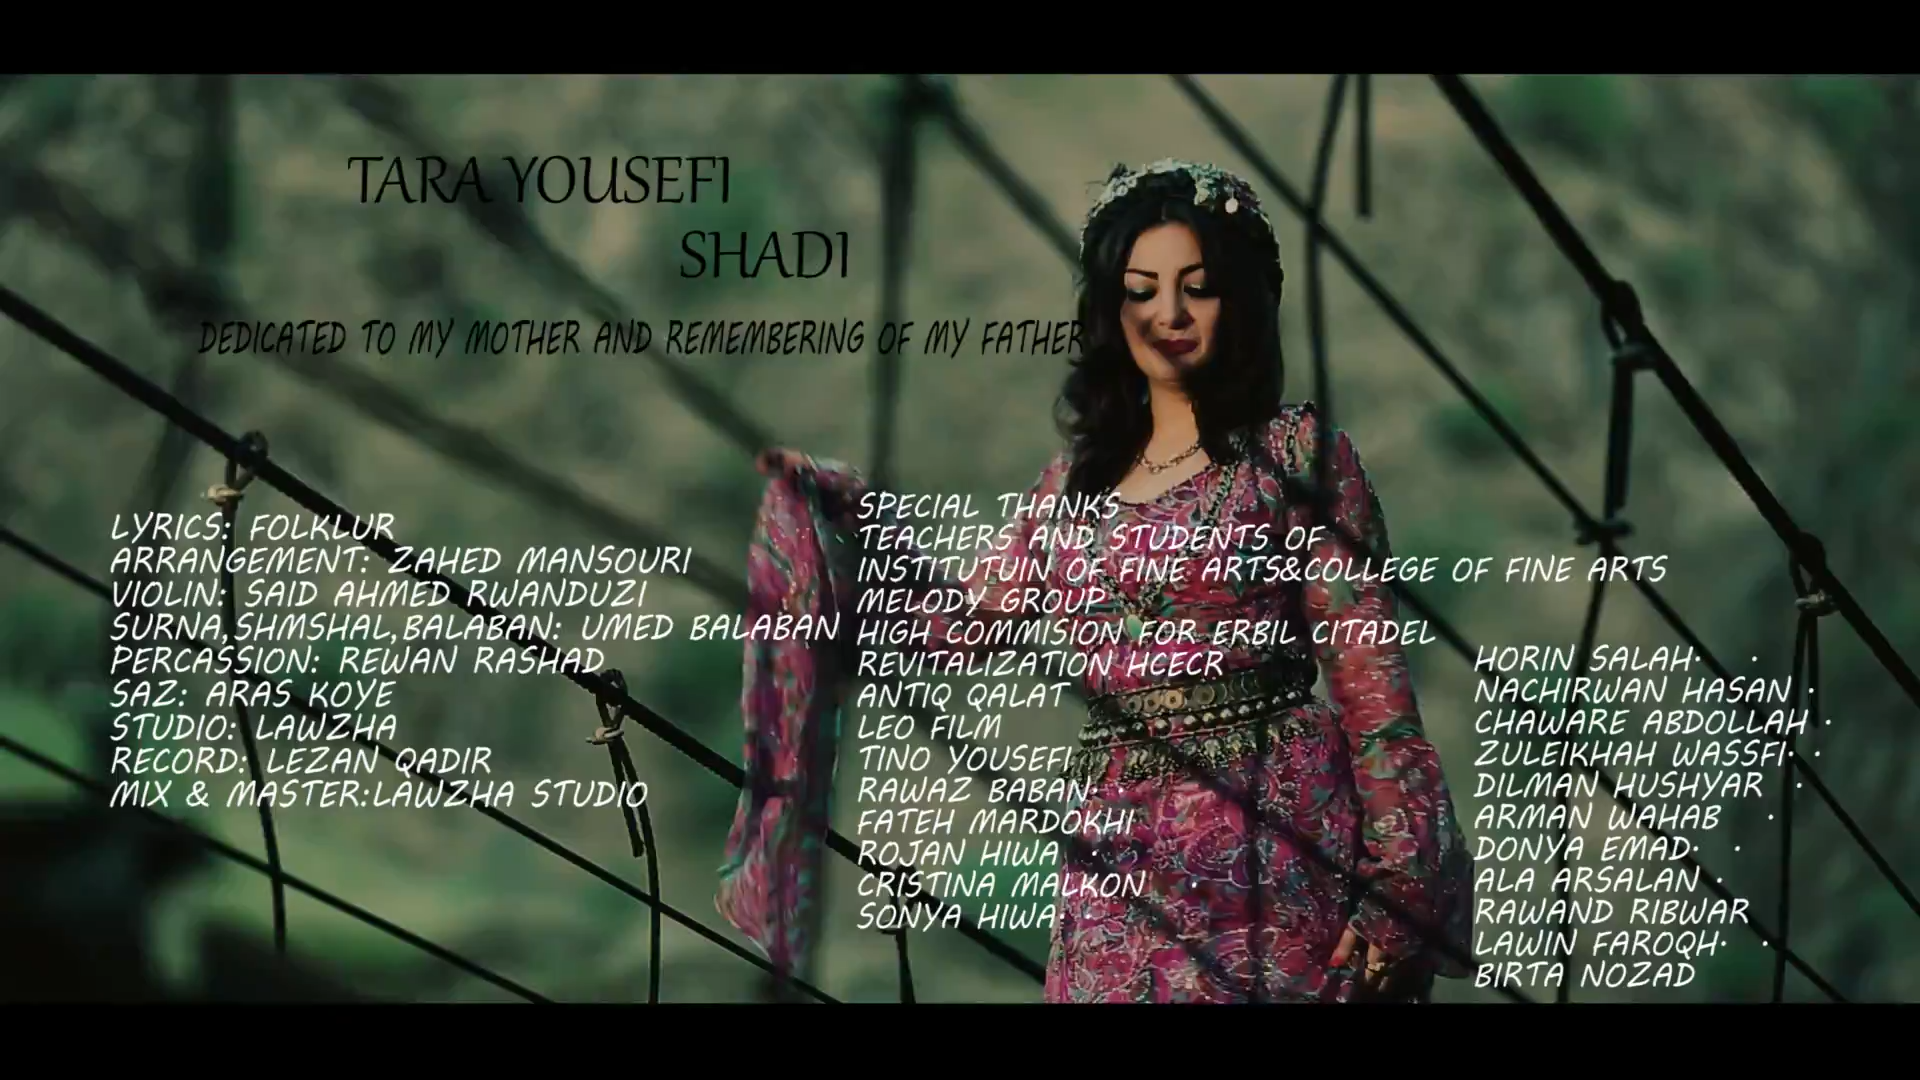 TARA YOUSEFI
SHADI
DEDICATED TO MY MOTHER AND REMEMBERING OF MY FATHER
LYRICS: FOLKLUR
ARRANGEMENT: ZAHED MANSOURI
VIOLIN: SAID AHMED RWANDUZI
SURNA,SHMSHAL,BALABAN: UMED BALABAN
PERCASSION: REWAN RASHAD
SAZ: ARAS KOYE
STUDIO: LAWZHA
RECORD: LEZAN QADIR
MIX & MASTER:LAWZHA STUDIO
SPECIAL THANKS
TEACHERS AND STUDENTS OF
INSTITUTUIN OF FINE ARTS&COLLEGE OF FINE ARTS
MELODY GROUP
HIGH COMMISION FOR ERBIL CITADEL
REVITALIZATION HCECR
ANTIQ QALAT
LEO FILM
TINO YOUSEFI
RAWAZ BABAN· ·
FATEH MARDOKHI
ROJAN HIWA ·
CRISTINA MALKON ·
SONYA HIWA·
HORIN SALAH· ·
NACHIRWAN HASAN ·
CHAWARE ABDOLLAH ·
ZULEIKHAH WASSFI· ·
DILMAN HUSHYAR ·
ARMAN WAHAB ·
DONYA EMAD· ·
ALA ARSALAN ·
RAWAND RIBWAR
LAWIN FAROQH· ·
BIRTA NOZAD